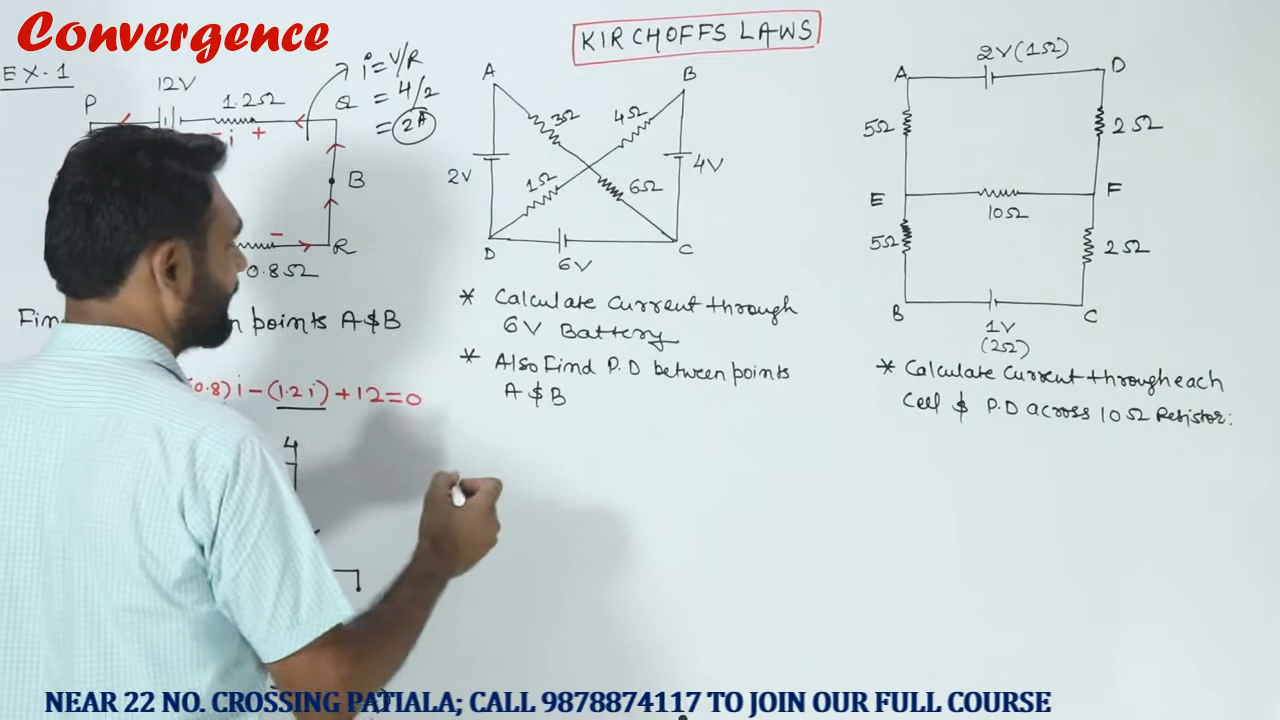 Convergence
KIRCHOFFS LAWS
EX-1
12V
1.2Ω
P
Q
i = V/R
= 4/2
= 2A
- i +
B
-
R
0.8Ω
points A & B
(0.8)i - (1.2i) + 12 = 0
4
A
B
3Ω
4Ω
2V
4V
1Ω
6Ω
D
C
6V
* Calculate Current through
6V Battery
* Also Find P.D between points
A & B
2V (1Ω)
A
D
5Ω
2Ω
E
F
10Ω
5Ω
2Ω
B
C
1V
(2Ω)
* Calculate Current through each
Cell & P.D across 10Ω Resistor:
NEAR 22 NO. CROSSING PATIALA; CALL 9878874117 TO JOIN OUR FULL COURSE